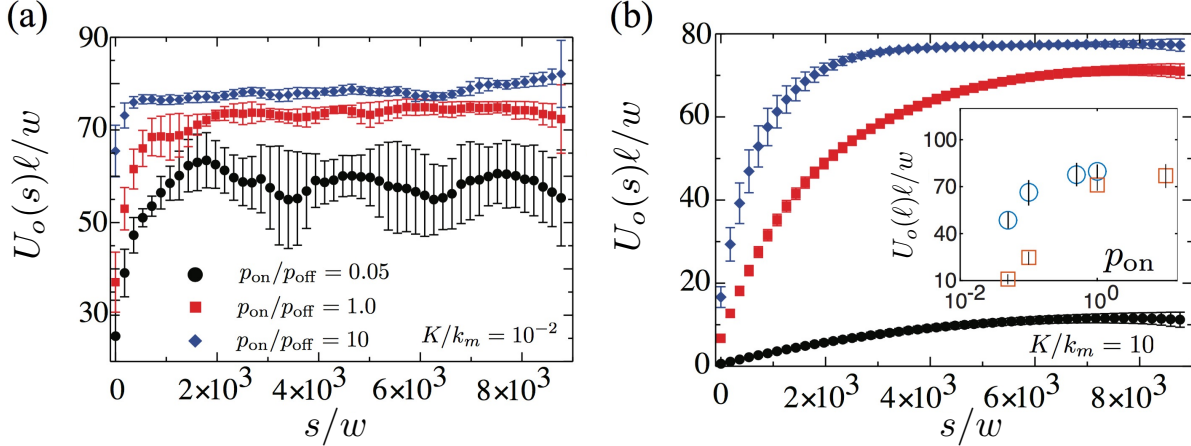 (a)
90
70
50
30
U_o(s)ℓ/w
p_on/p_off = 0.05
p_on/p_off = 1.0
p_on/p_off = 10
K/k_m = 10^-2
0 2×10^3 4×10^3 6×10^3 8×10^3
s/w
(b)
80
60
40
20
0
U_o(s)ℓ/w
100
70
40
10
U_o(ℓ)ℓ/w
p_on
10^-2 10^0
K/k_m = 10
2×10^3 4×10^3 6×10^3 8×10^3
s/w